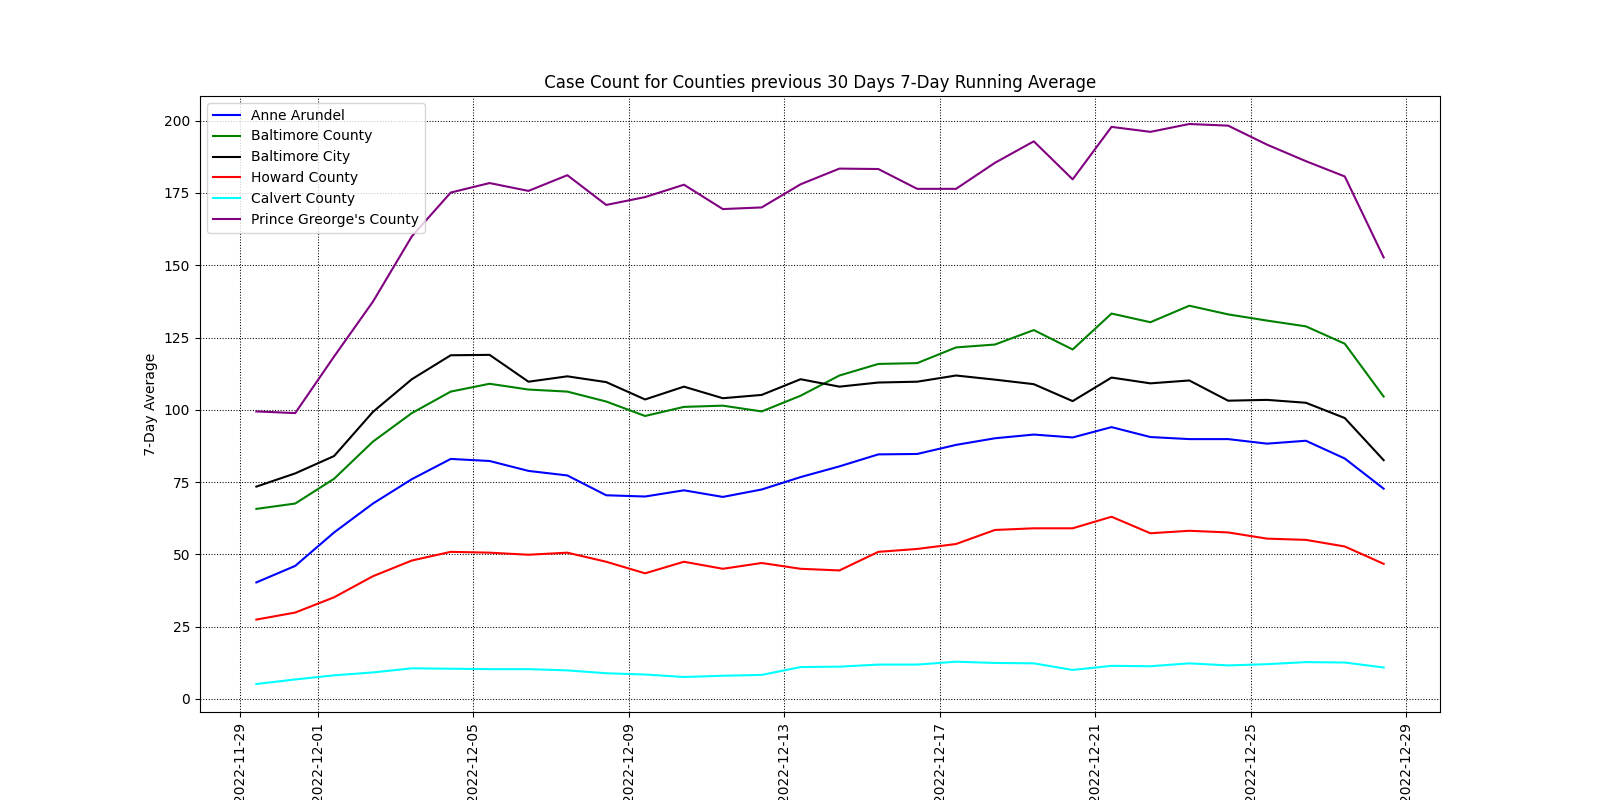 Case Count for Counties previous 30 Days 7-Day Running Average
Anne Arundel
Baltimore County
Baltimore City
Howard County
Calvert County
Prince Greorge's County
7-Day Average
200
175
150
125
100
75
50
25
0
2022-11-29
2022-12-01
2022-12-05
2022-12-09
2022-12-13
2022-12-17
2022-12-21
2022-12-25
2022-12-29